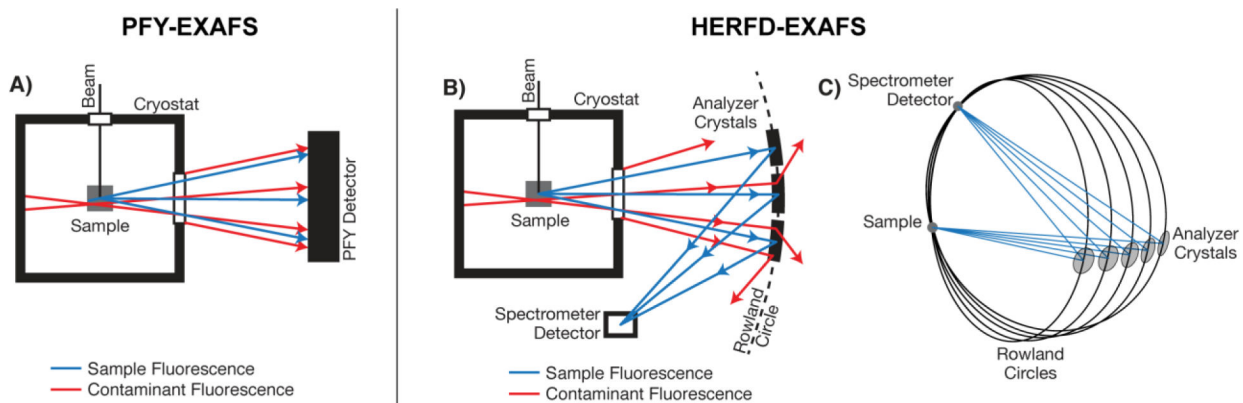 PFY-EXAFS
A)
Beam
Cryostat
Sample
PFY Detector
Sample Fluorescence
Contaminant Fluorescence
HERFD-EXAFS
B)
Beam
Cryostat
Analyzer
Crystals
Sample
Spectrometer
Detector
Rowland
Circle
Sample Fluorescence
Contaminant Fluorescence
C)
Spectrometer
Detector
Sample
Analyzer
Crystals
Rowland
Circles